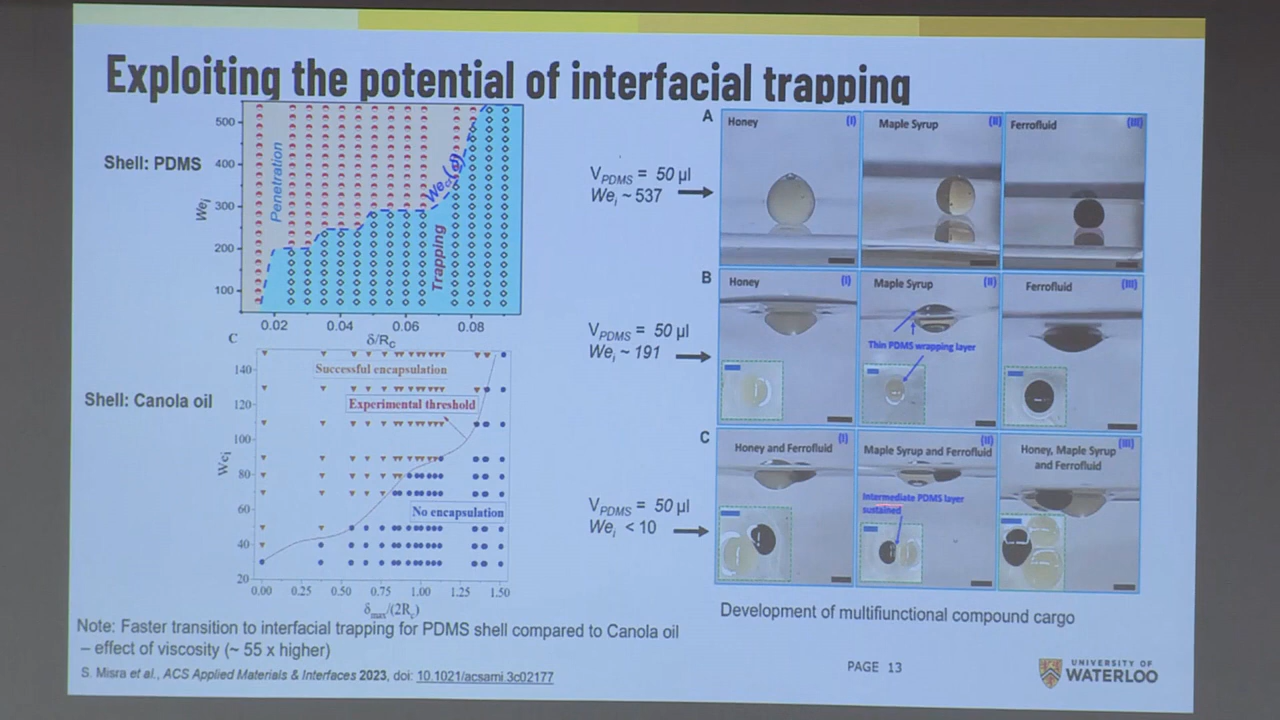 Exploiting the potential of interfacial trapping
Shell: PDMS
We_i
500
400
300
200
100
Penetration
Trapping
0.02 0.04 0.06 0.08
δ/R_c
C
Shell: Canola oil
We_i
140
120
100
80
60
40
20
Successful encapsulation
Experimental threshold
No encapsulation
0.00 0.25 0.50 0.75 1.00 1.25 1.50
δ_max/(2R_c)
Note: Faster transition to interfacial trapping for PDMS shell compared to Canola oil
– effect of viscosity (~ 55 x higher)
S. Misra et al., ACS Applied Materials & Interfaces 2023, doi: 10.1021/acsami.3c02177
V_PDMS = 50 µl
We_i ~ 537
A
Honey (I)
Maple Syrup (II)
Ferrofluid (III)
V_PDMS = 50 µl
We_i ~ 191
B
Honey (I)
Maple Syrup (II)
Thin PDMS wrapping layer
Ferrofluid (III)
V_PDMS = 50 µl
We_i < 10
C
Honey and Ferrofluid (I)
Maple Syrup and Ferrofluid (II)
Intermediate PDMS layer
sustained
Honey, Maple Syrup (III)
and Ferrofluid
Development of multifunctional compound cargo
PAGE 13
UNIVERSITY OF
WATERLOO